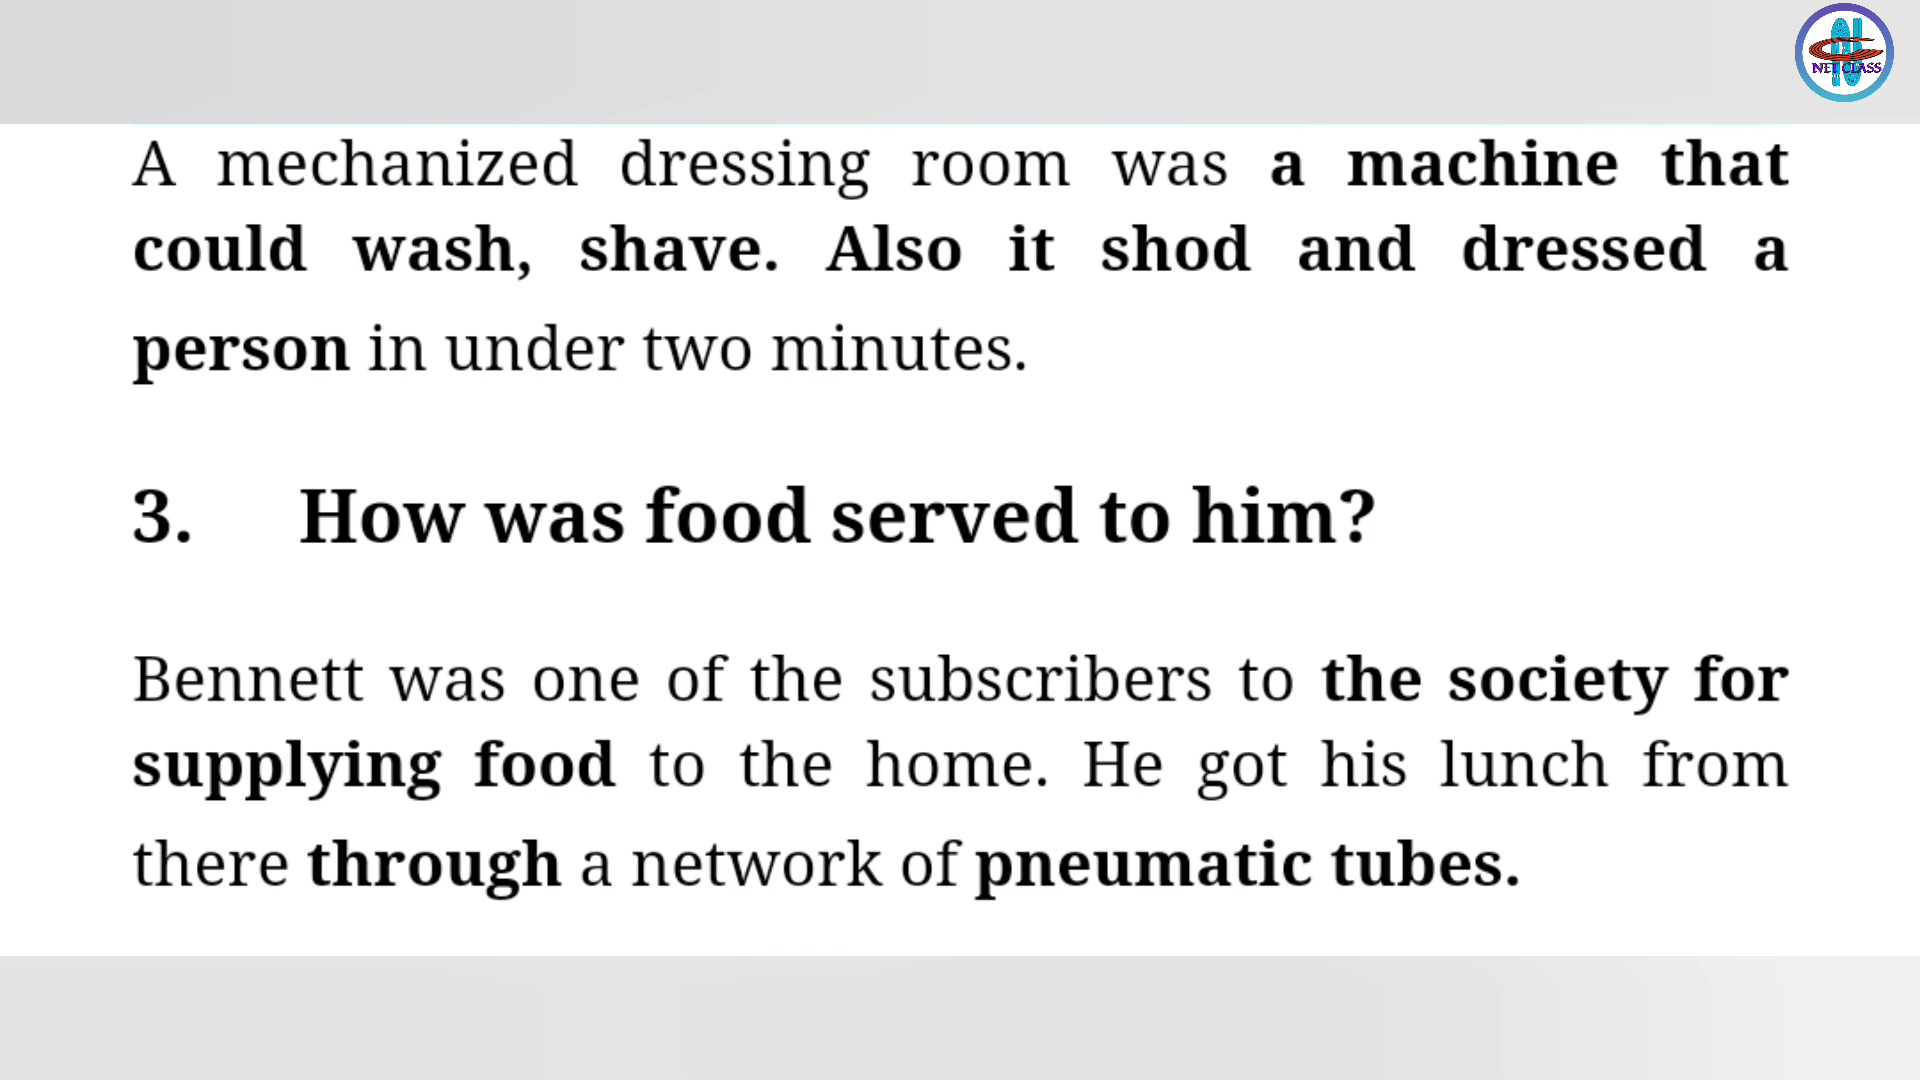 NET CLASS
A mechanized dressing room was a machine that
could wash, shave. Also it shod and dressed a
person in under two minutes.
3. How was food served to him?
Bennett was one of the subscribers to the society for
supplying food to the home. He got his lunch from
there through a network of pneumatic tubes.